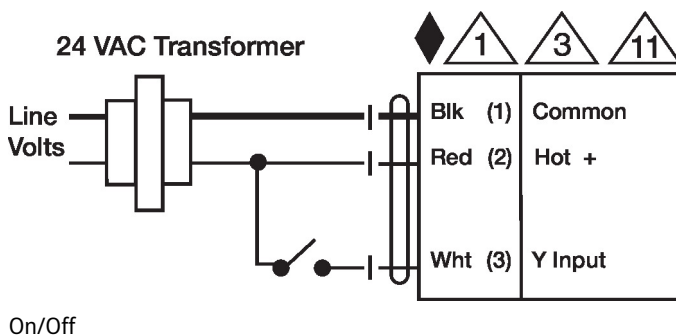 1 3 11
24 VAC Transformer
Line
Volts
Blk (1) Common
Red (2) Hot +
Wht (3) Y Input
On/Off